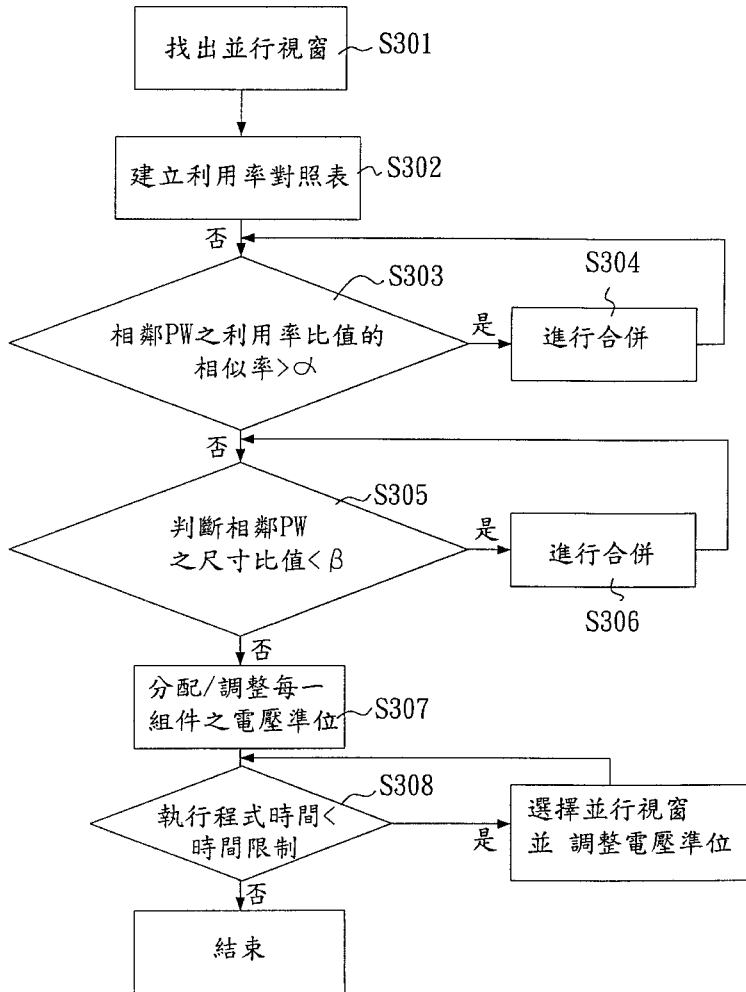 找出並行視窗
S301
建立利用率對照表
S302
否
S303
S304
相鄰PW之利用率比值的
相似率>α
是
進行合併
否
S305
判斷相鄰PW
之尺寸比值<β
是
進行合併
S306
否
分配/調整每一
組件之電壓準位
S307
S308
執行程式時間<
時間限制
是
選擇並行視窗
並 調整電壓準位
否
結束